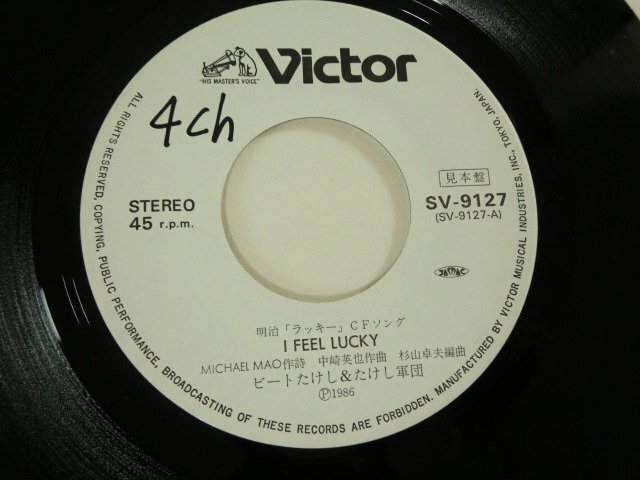 "HIS MASTER'S VOICE"
Victor
4ch
STEREO
45 r.p.m.
見本盤
SV-9127
(SV-9127-A)
JASRAC
明治「ラッキー」CFソング
I FEEL LUCKY
MICHAEL MAO作詩 中崎英也作曲 杉山卓夫編曲
ビートたけし&たけし軍団
Ⓟ1986
ALL RIGHTS RESERVED, COPYING, PUBLIC PERFORMANCE, BROADCASTING OF THESE RECORDS ARE FORBIDDEN. MANUFACTURED BY VICTOR MUSICAL INDUSTRIES, INC., TOKYO, JAPAN.